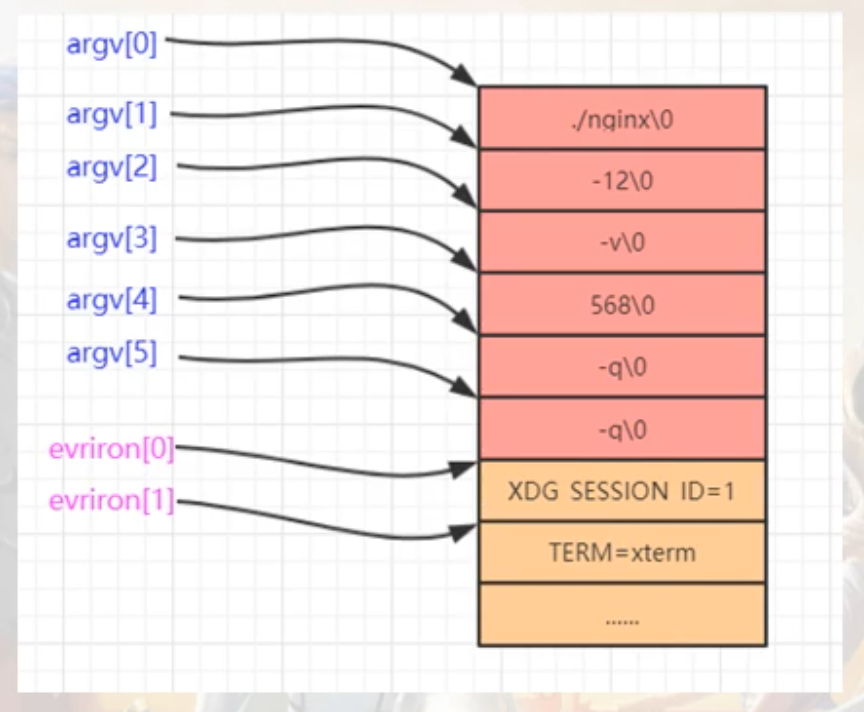 argv[0]
argv[1]
argv[2]
argv[3]
argv[4]
argv[5]
evriron[0]
evriron[1]
./nginx\0
-12\0
-v\0
568\0
-q\0
-q\0
XDG SESSION ID=1
TERM=xterm
......